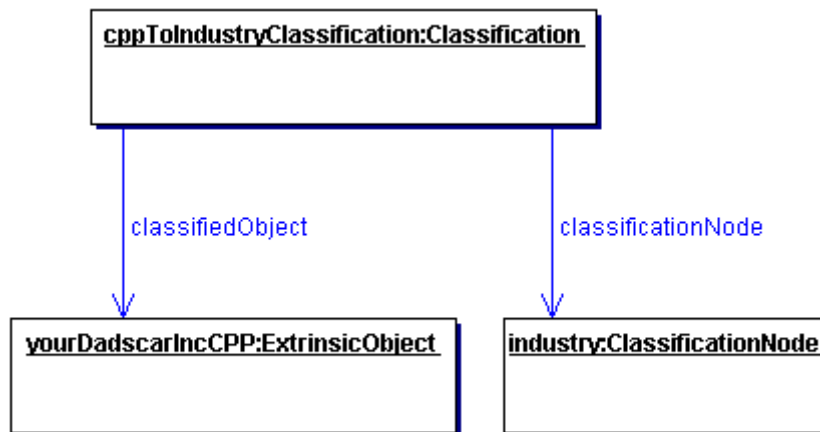 cppToIndustryClassification:Classification
classifiedObject
classificationNode
yourDadscarIncCPP:ExtrinsicObject
industry:ClassificationNode